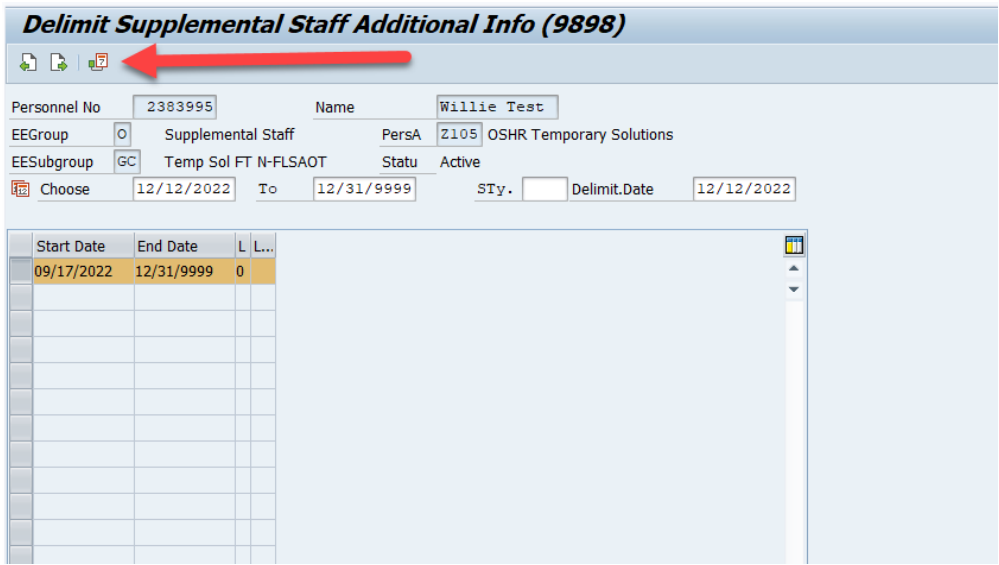 Delimit Supplemental Staff Additional Info (9898)
Personnel No 2383995 Name Willie Test
EEGroup O Supplemental Staff PersA Z105 OSHR Temporary Solutions
EESubgroup GC Temp Sol FT N-FLSAOT Statu Active
Choose 12/12/2022 To 12/31/9999 STy. Delimit.Date 12/12/2022
Start Date End Date L L...
09/17/2022 12/31/9999 0